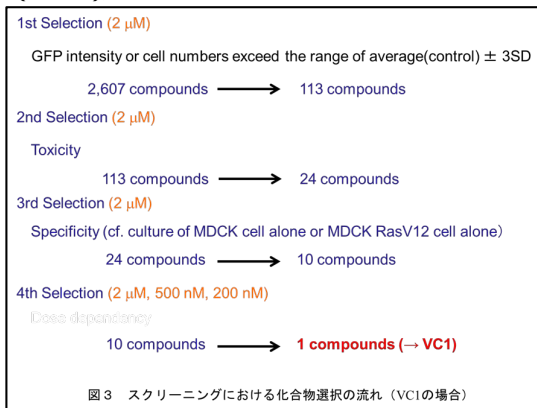 1st Selection (2 μM)
GFP intensity or cell numbers exceed the range of average(control) ± 3SD
2,607 compounds → 113 compounds
2nd Selection (2 μM)
Toxicity
113 compounds → 24 compounds
3rd Selection (2 μM)
Specificity (cf. culture of MDCK cell alone or MDCK RasV12 cell alone）
24 compounds → 10 compounds
4th Selection (2 μM, 500 nM, 200 nM)
Dose dependency
10 compounds → 1 compounds (→ VC1)
図３　スクリーニングにおける化合物選択の流れ（VC1の場合）